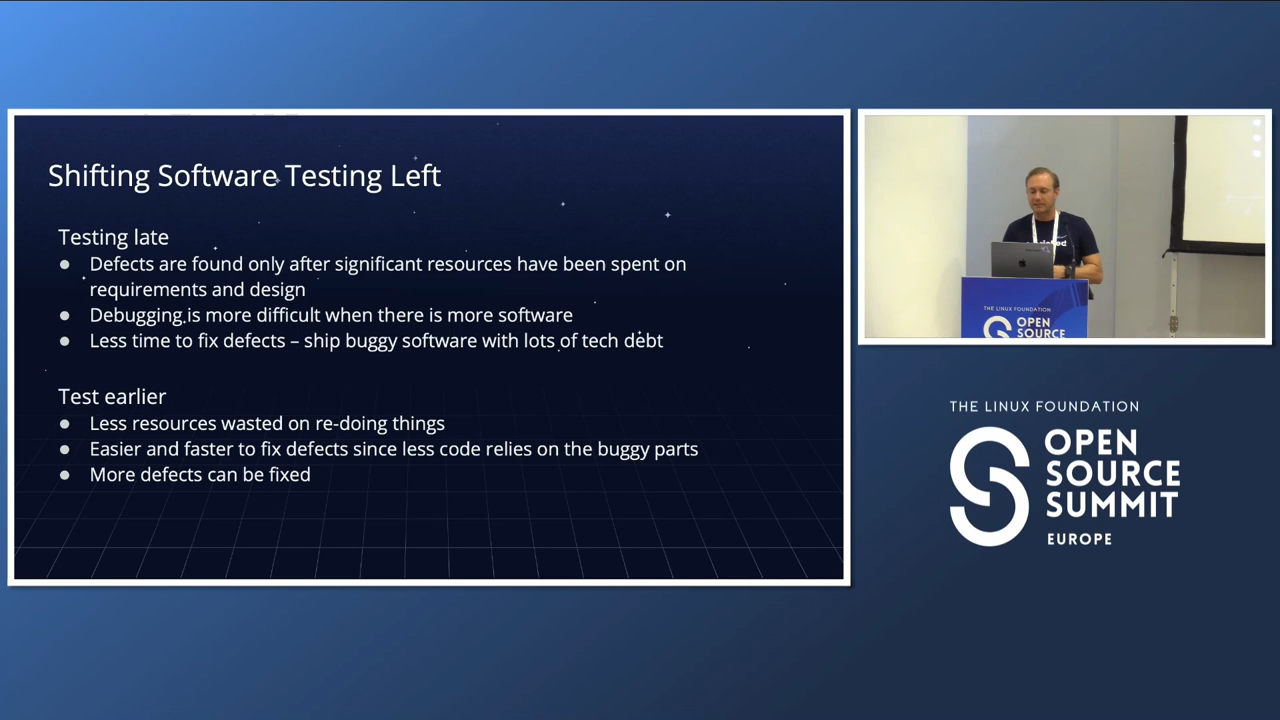 Shifting Software Testing Left
Testing late
● Defects are found only after significant resources have been spent on
requirements and design
● Debugging is more difficult when there is more software
● Less time to fix defects – ship buggy software with lots of tech debt
Test earlier
● Less resources wasted on re-doing things
● Easier and faster to fix defects since less code relies on the buggy parts
● More defects can be fixed
THE LINUX FOUNDATION
OPEN
SOURCE
THE LINUX FOUNDATION
OPEN
SOURCE
SUMMIT
EUROPE